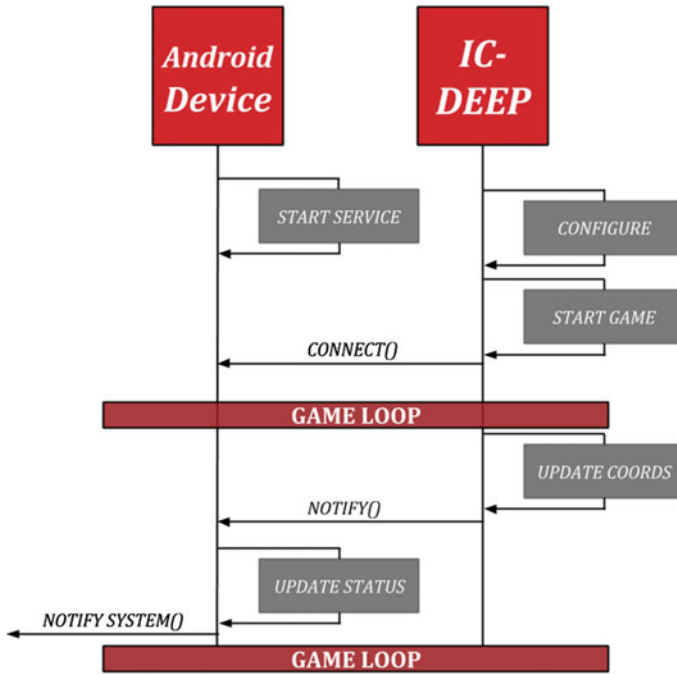 Android
Device
IC-
DEEP
START SERVICE
CONFIGURE
START GAME
CONNECT()
GAME LOOP
UPDATE COORDS
NOTIFY()
UPDATE STATUS
NOTIFY SYSTEM()
GAME LOOP